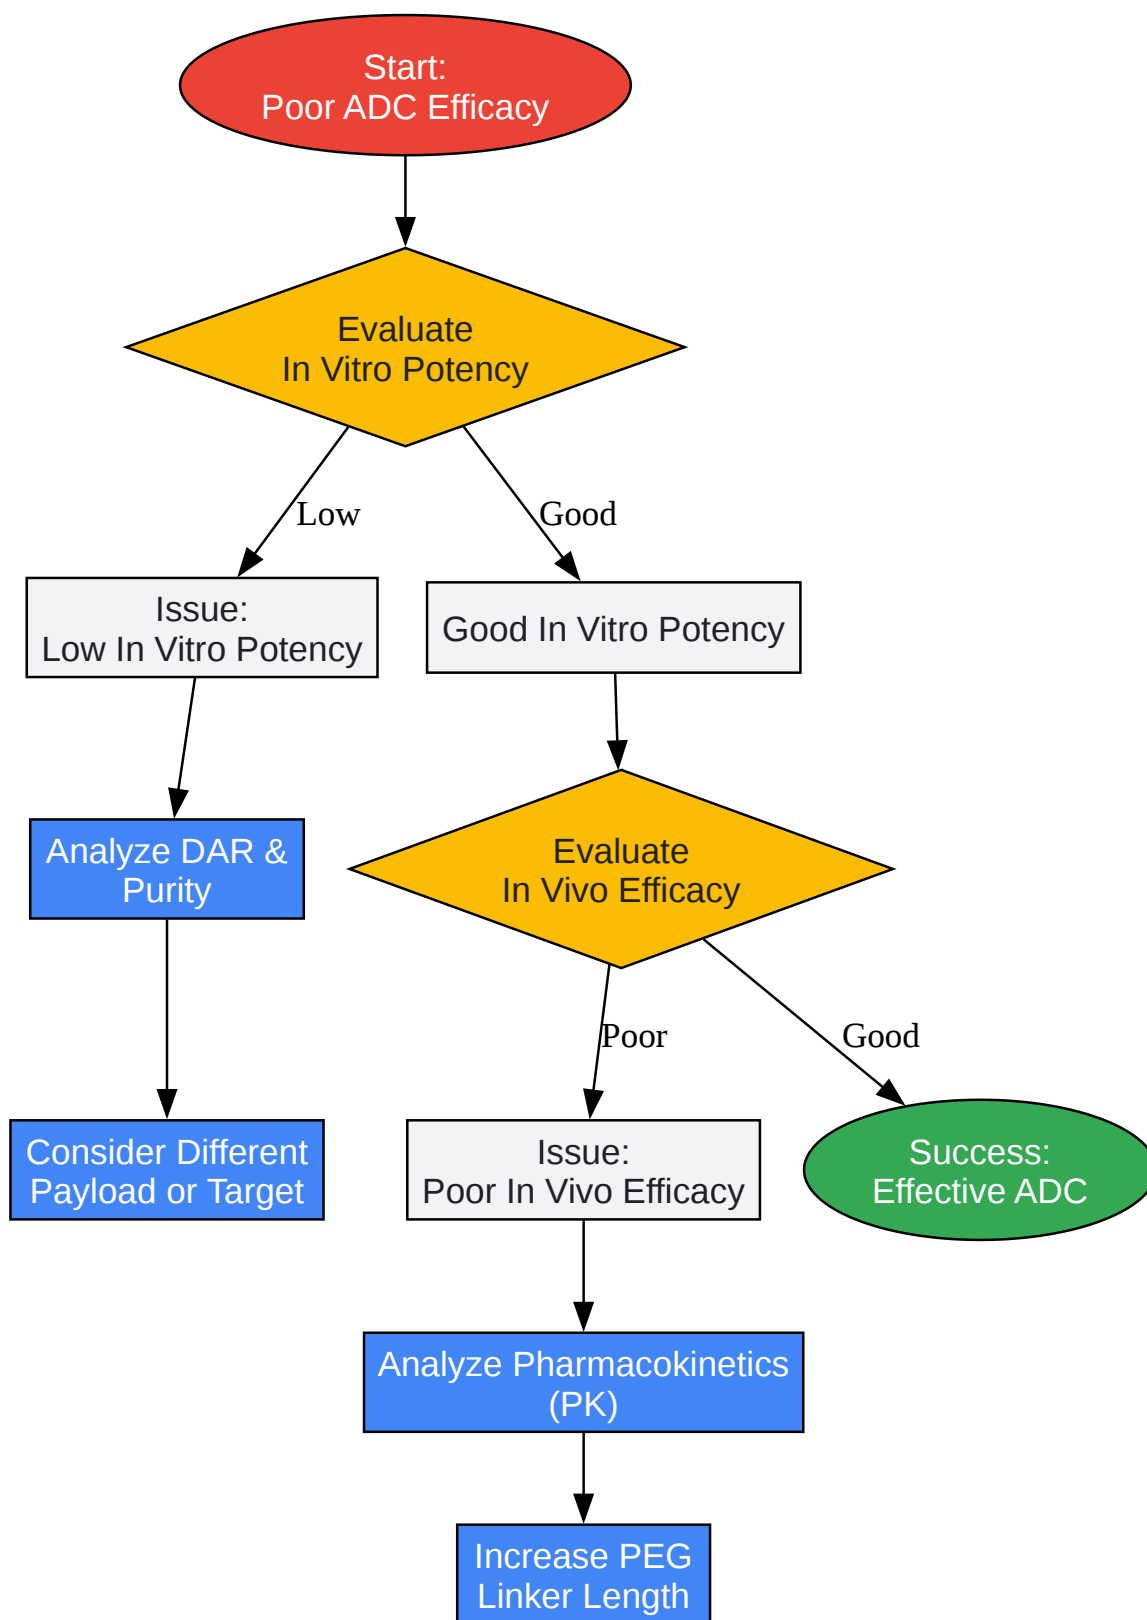 Start:
Poor ADC Efficacy
Evaluate
In Vitro Potency
Low
Good
Issue:
Low In Vitro Potency
Good In Vitro Potency
Analyze DAR &
Purity
Evaluate
In Vivo Efficacy
Poor
Good
Consider Different
Payload or Target
Issue:
Poor In Vivo Efficacy
Success:
Effective ADC
Analyze Pharmacokinetics
(PK)
Increase PEG
Linker Length